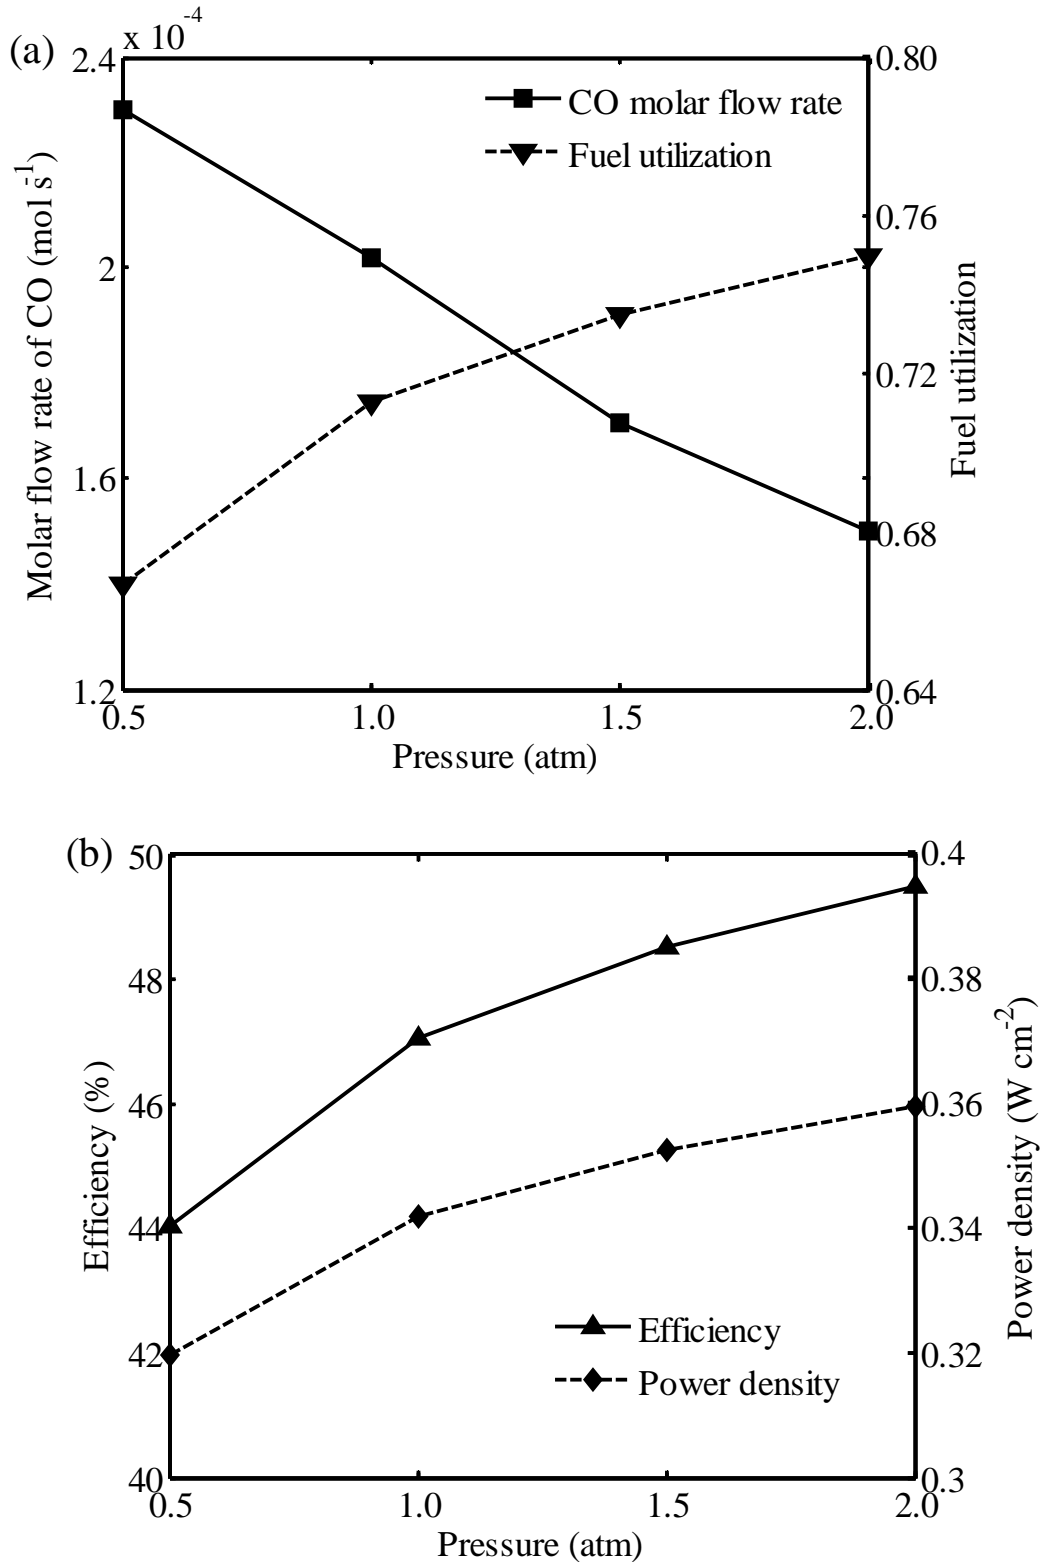 (a)
x 10-4
2.4
2
1.6
1.2
0.80
0.76
0.72
0.68
0.64
CO molar flow rate
Fuel utilization
Molar flow rate of CO (mol s-1)
Fuel utilization
0.5 1.0 1.5 2.0
Pressure (atm)
(b)
50
48
46
44
42
40
0.4
0.38
0.36
0.34
0.32
0.3
Efficiency (%)
Power density (W cm-2)
Efficiency
Power density
0.5 1.0 1.5 2.0
Pressure (atm)